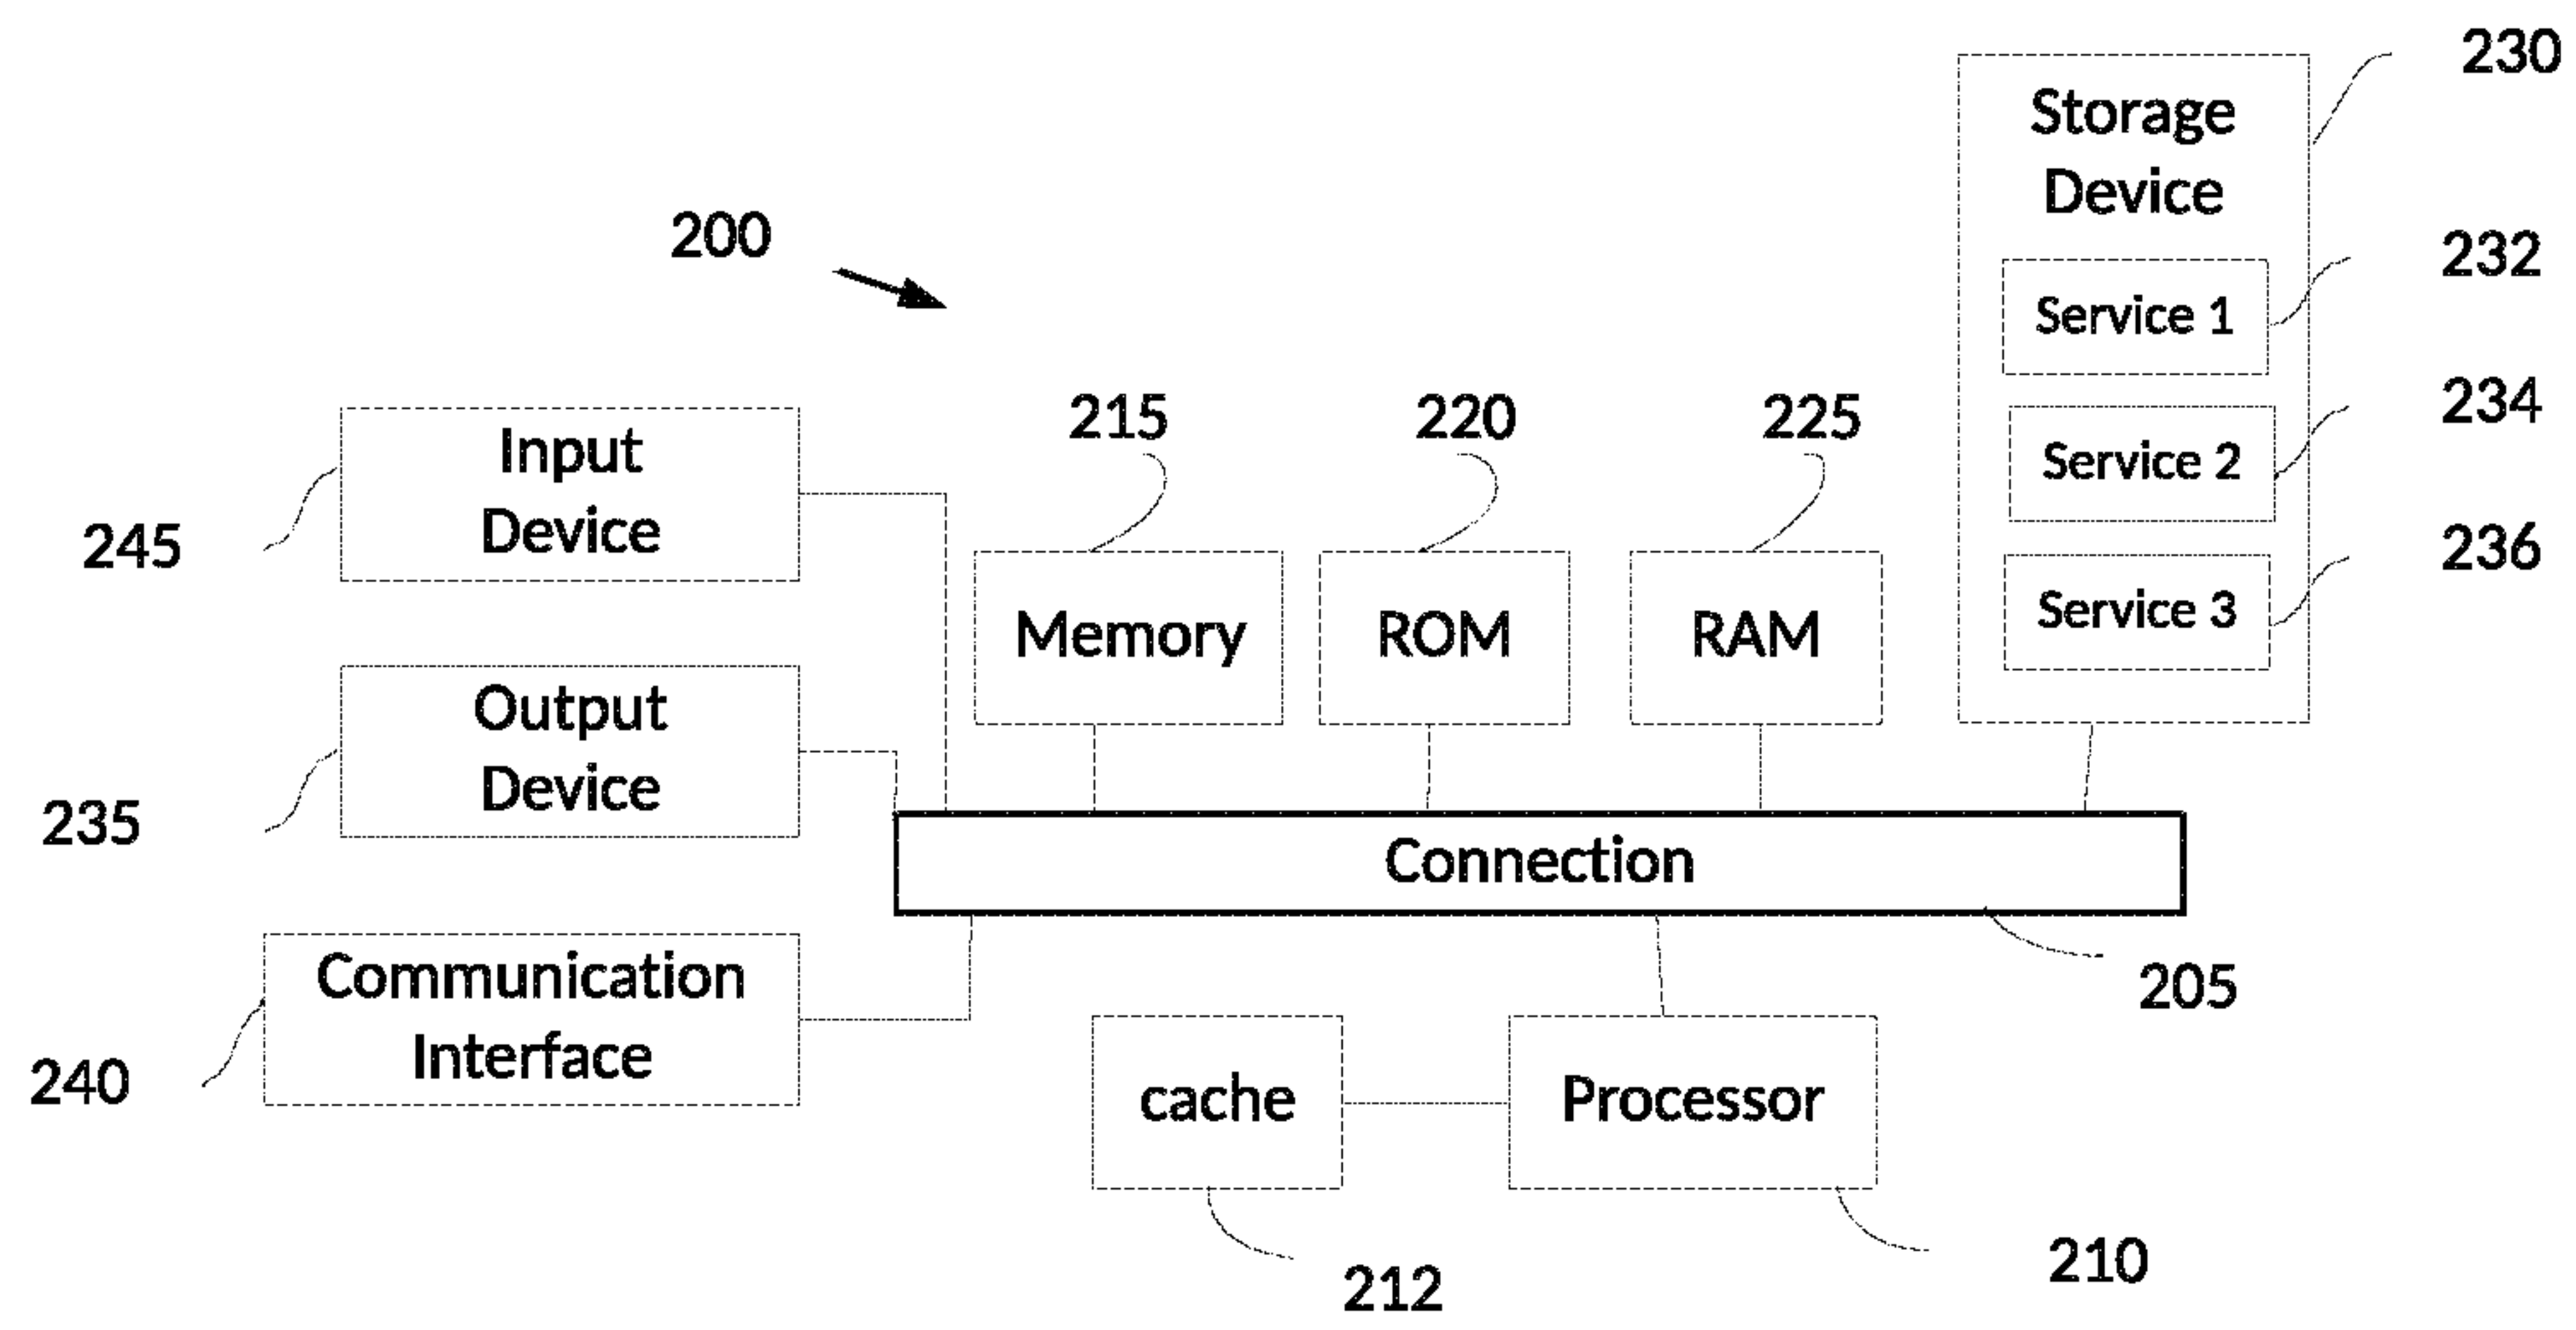 230
Storage
Device
200
232
Service 1
234
215
220
225
Input
Device
Service 2
245
236
Service 3
Memory
ROM
RAM
Output
Device
235
Connection
Communication
Interface
205
240
cache
Processor
212
210